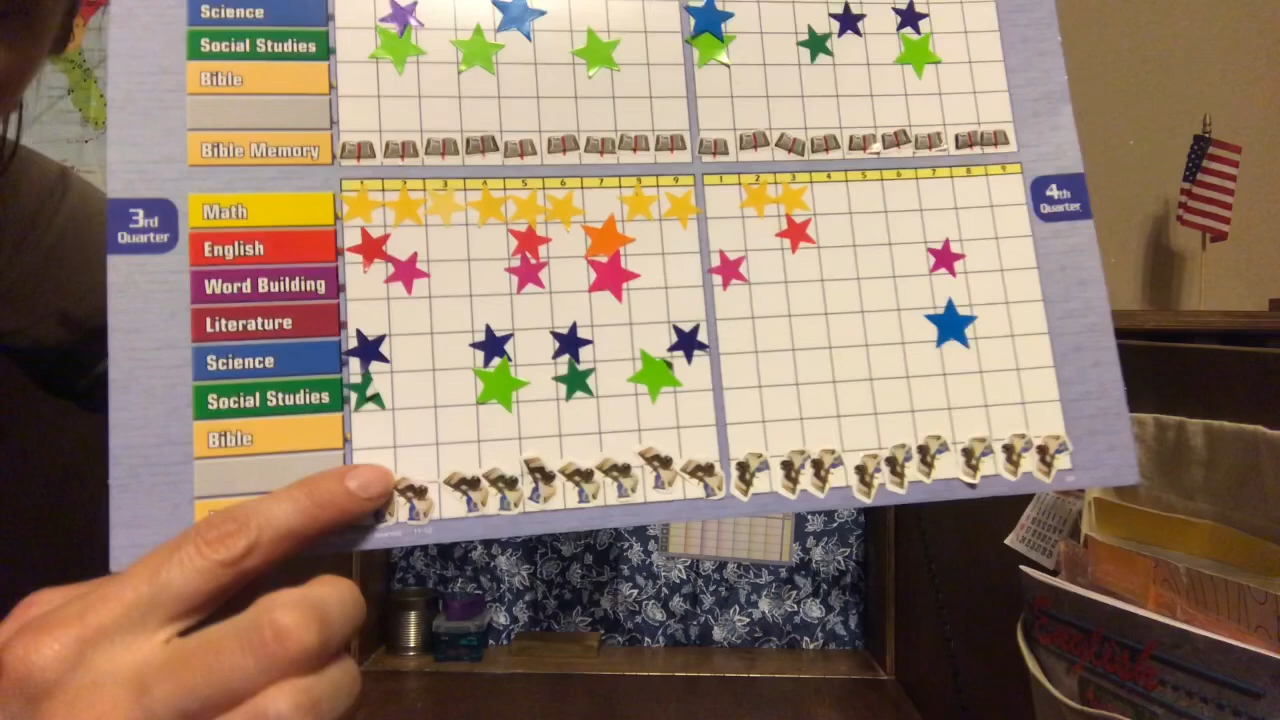 Science
Social Studies
Bible
Bible Memory
1 2 3 4 5 6 7 8 9
1 2 3 4 5 6 7 8 9
3rd
Quarter
4th
Quarter
Math
English
Word Building
Literature
Science
Social Studies
Bible
English